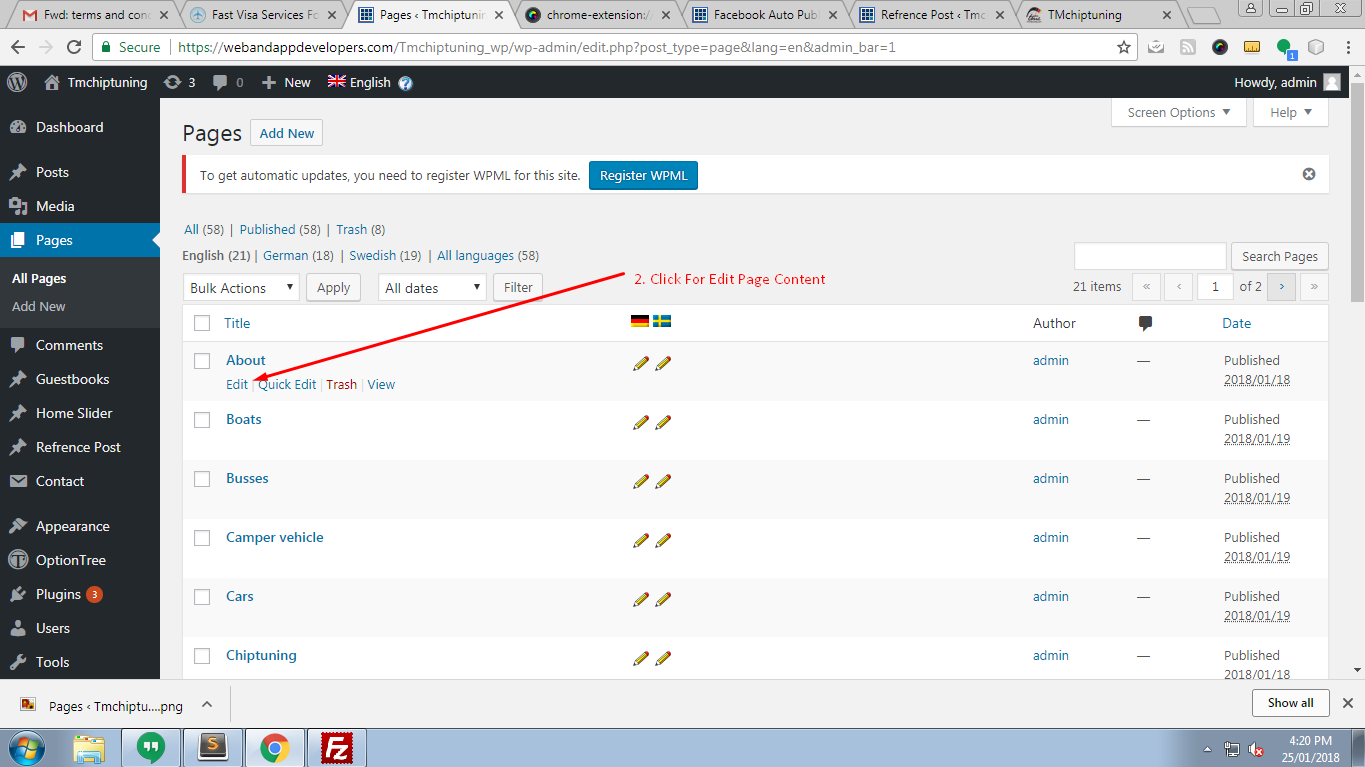 Fwd: terms and cond
Fast Visa Services Fo
Pages ‹ Tmchiptuning
chrome-extension:/
Facebook Auto Publ
Refrence Post ‹ Tmc
TMchiptuning
Secure
https://webandappdevelopers.com/Tmchiptuning_wp/wp-admin/edit.php?post_type=page&lang=en&admin_bar=1
1
Tmchiptuning 3 0 New English ?
Howdy, admin
Screen Options Help
Dashboard
Posts
Media
Pages
All Pages
Add New
Comments
Guestbooks
Home Slider
Refrence Post
Contact
Appearance
OptionTree
Plugins 3
Users
Tools
Pages Add New
To get automatic updates, you need to register WPML for this site. Register WPML
All (58) | Published (58) | Trash (8)
English (21) | German (18) | Swedish (19) | All languages (58)
Search Pages
2. Click For Edit Page Content
Bulk Actions Apply All dates Filter
21 items « ‹ 1 of 2 › »
Title Author Date
About admin — Published
Edit | Quick Edit | Trash | View 2018/01/18
Boats admin — Published
2018/01/19
Busses admin — Published
2018/01/19
Camper vehicle admin — Published
2018/01/19
Cars admin — Published
2018/01/19
Chiptuning admin — Published
2018/01/18
Pages ‹ Tmchiptu....png
Show all
S
Fz
4:20 PM
25/01/2018